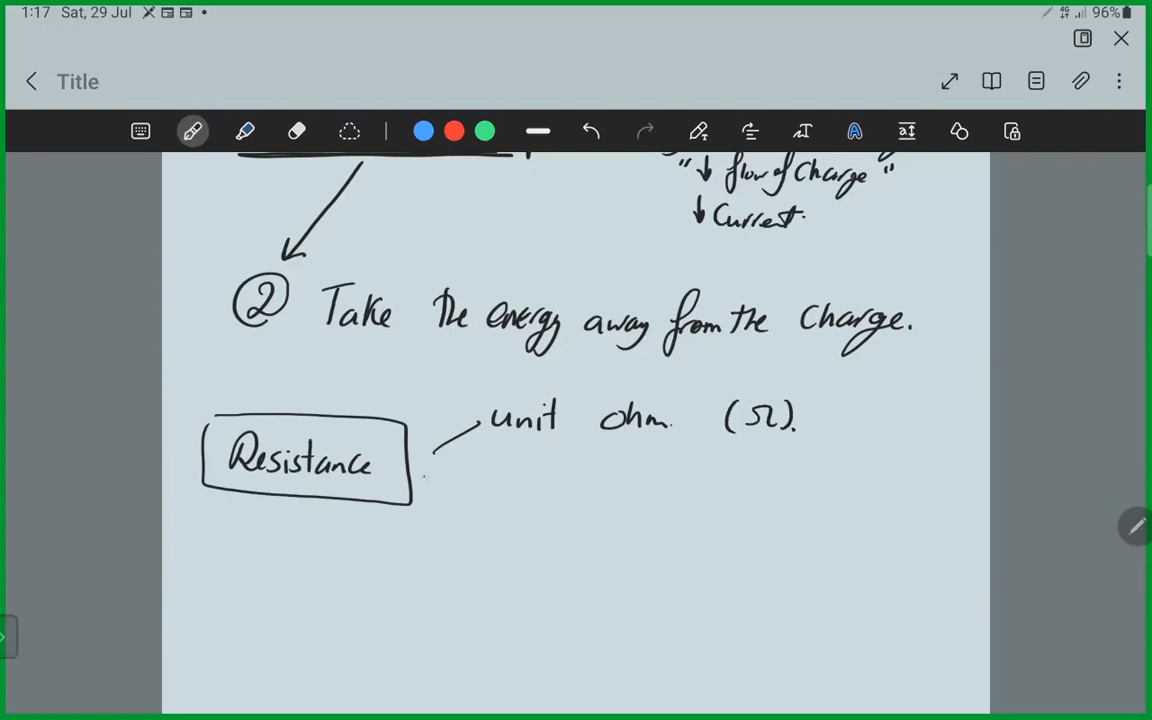 1:17 Sat, 29 Jul
4G 96%
Title
"↓ flow of Charge"
↓ Current.
② Take the energy away from the Charge.
unit ohm. (Ω).
Resistance